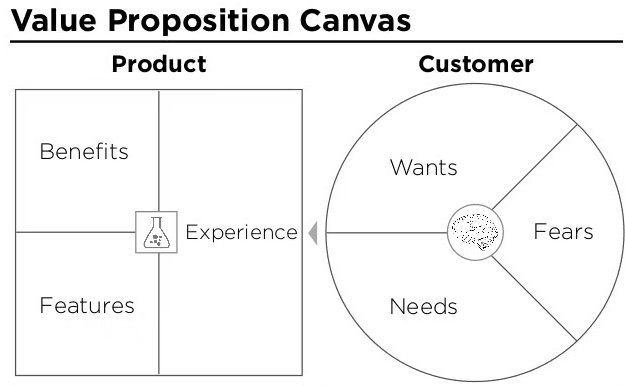 Value Proposition Canvas
Product
Customer
Benefits
Features
Experience
Wants
Fears
Needs